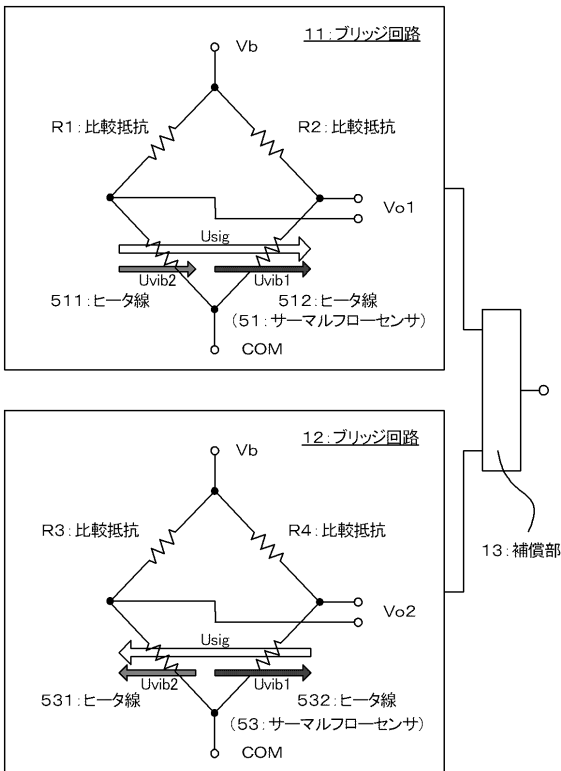 11：ブリッジ回路
Vb
R1：比較抵抗
R2：比較抵抗
Vo1
Usig
Uvib2
Uvib1
511：ヒータ線
512：ヒータ線
（51：サーマルフローセンサ）
COM
12：ブリッジ回路
Vb
R3：比較抵抗
R4：比較抵抗
13：補償部
Vo2
Usig
Uvib2
Uvib1
531：ヒータ線
532：ヒータ線
（53：サーマルフローセンサ）
COM